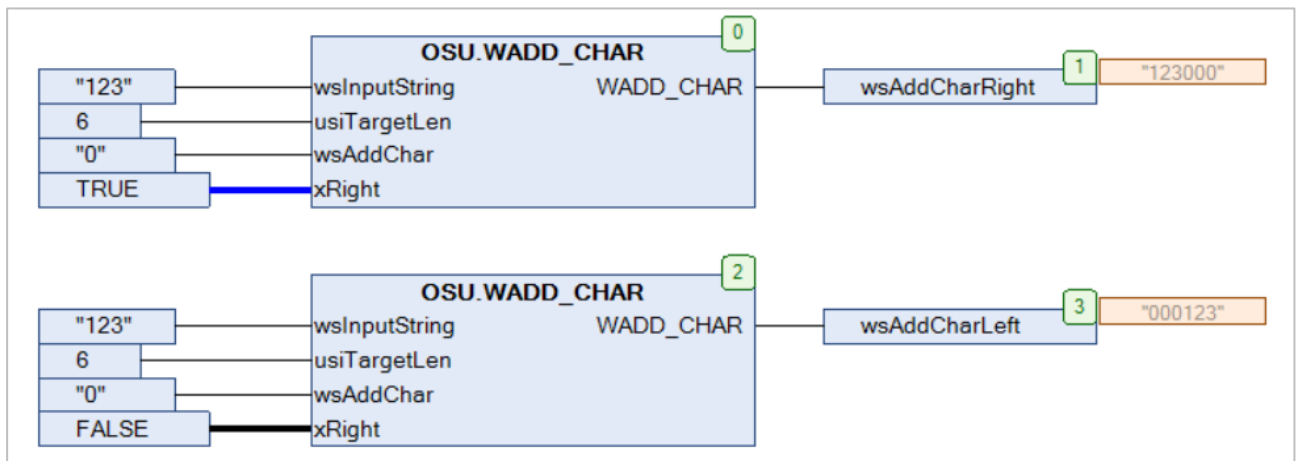 0
OSU.WADD_CHAR
"123" wsInputString WADD_CHAR wsAddCharRight 1 "123000"
6 usiTargetLen
"0" wsAddChar
TRUE xRight
2
OSU.WADD_CHAR
"123" wsInputString WADD_CHAR wsAddCharLeft 3 "000123"
6 usiTargetLen
"0" wsAddChar
FALSE xRight